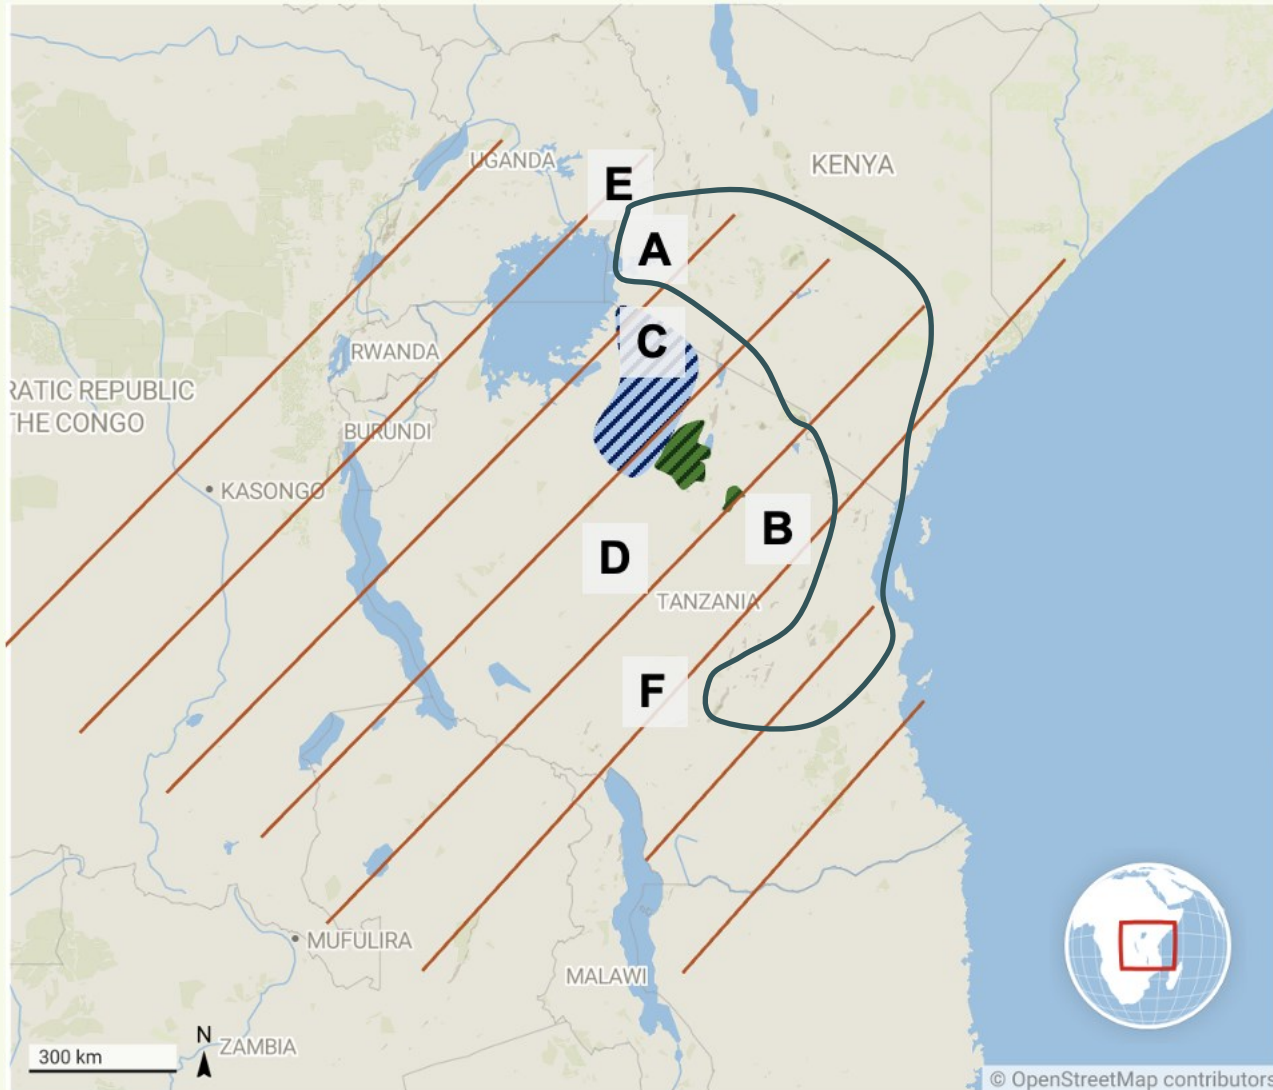 UGANDA
KENYA
E
A
C
RWANDA
RATIC REPUBLIC
THE CONGO
BURUNDI
KASONGO
B
D
TANZANIA
F
MUFULIRA
MALAWI
N
ZAMBIA
300 km
© OpenStreetMap contributors